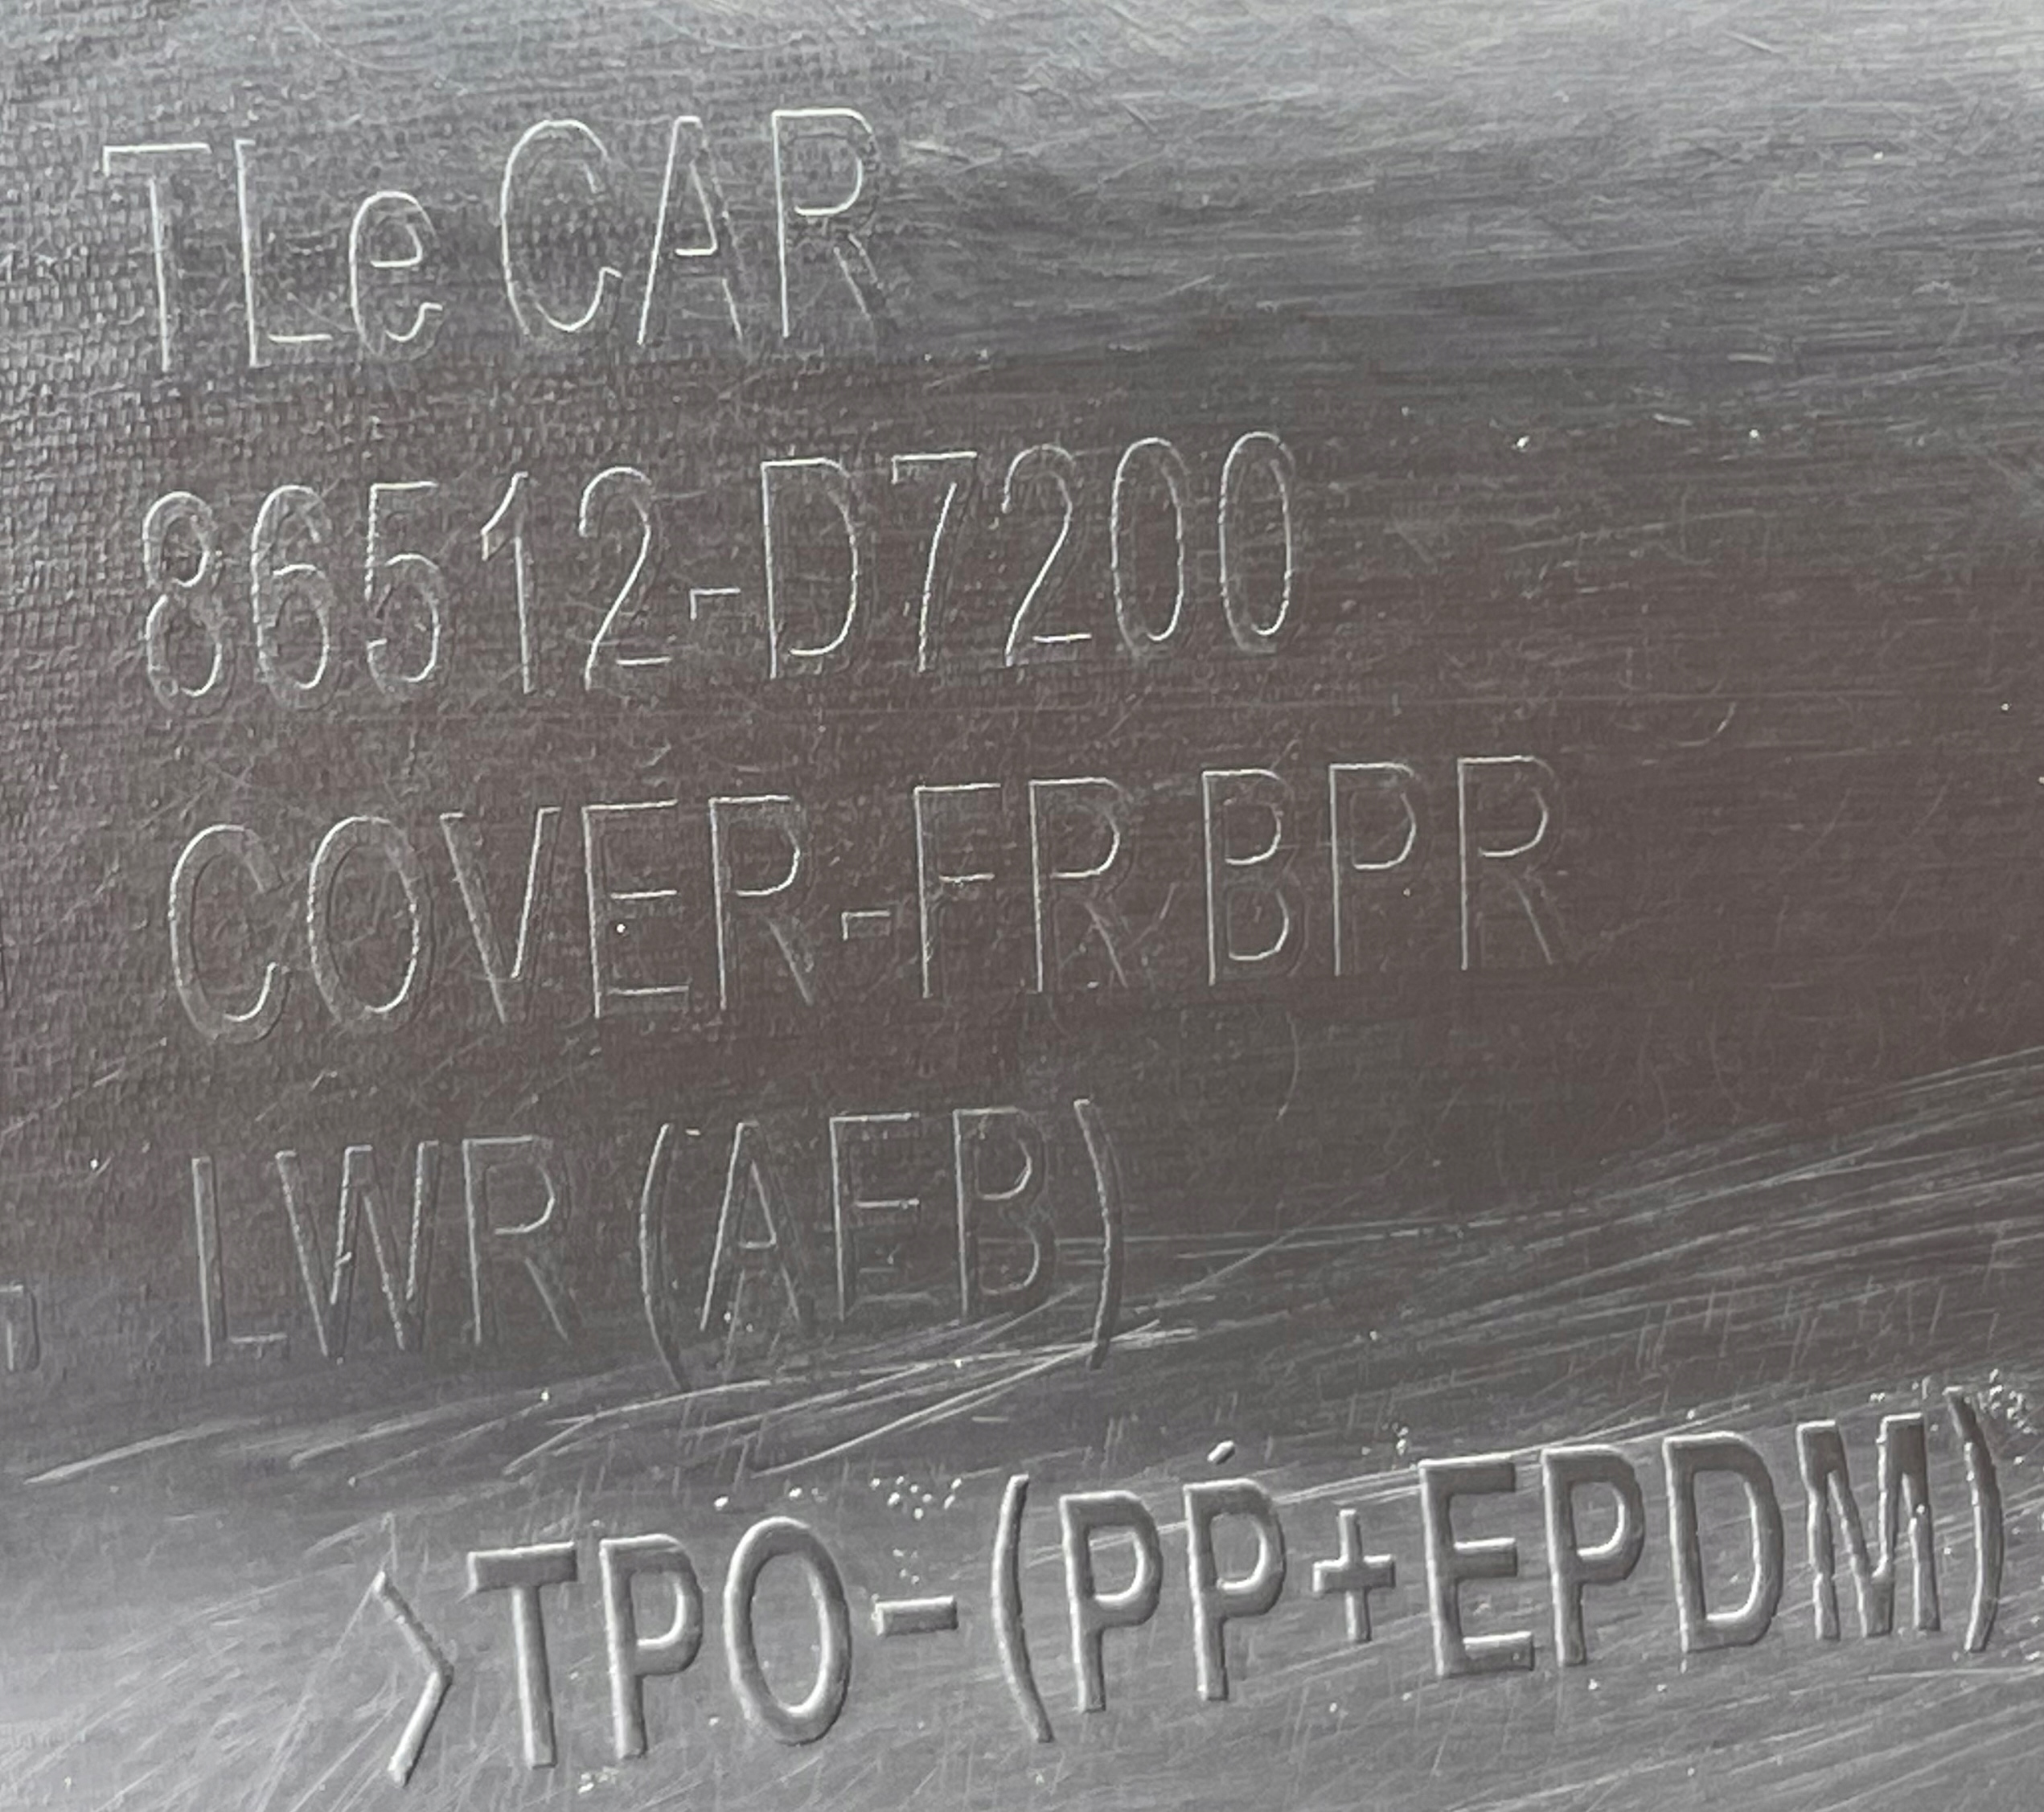 TLe CAR
86512-D7200
COVER-FR BPR
LWR (AEB)
>TPO-(PP+EPDM)